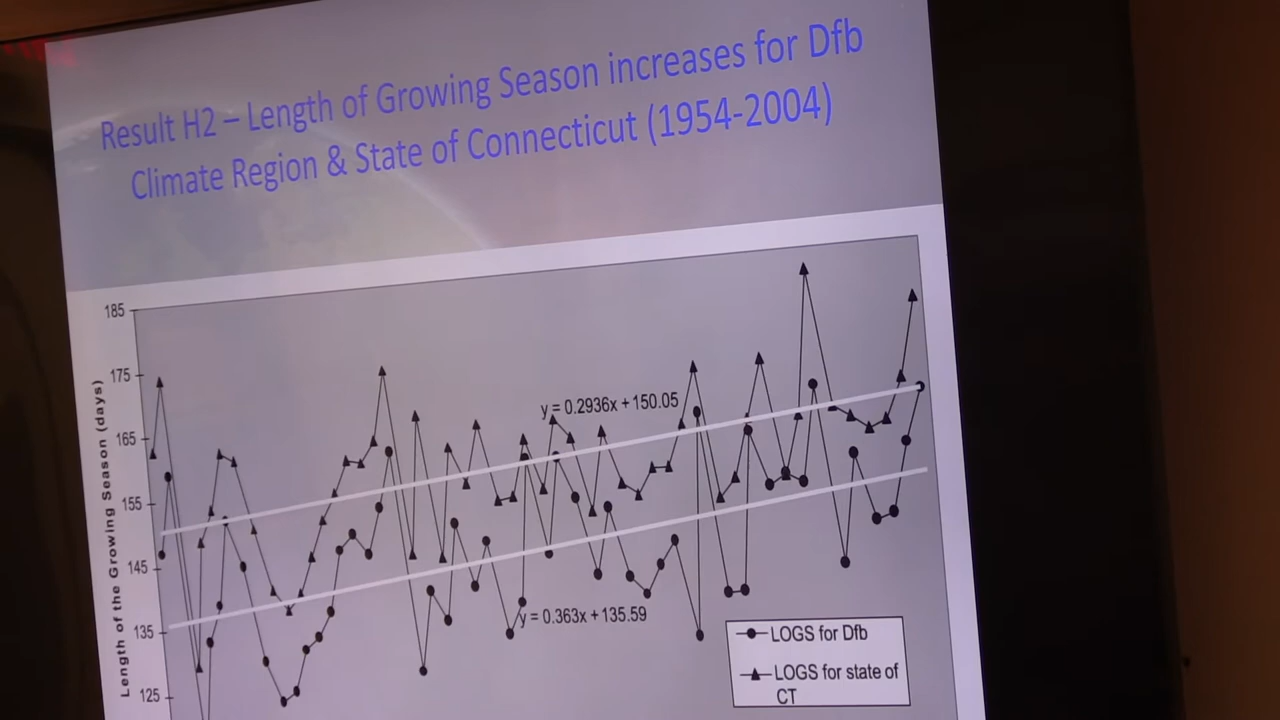 Result H2 – Length of Growing Season increases for Dfb
Climate Region & State of Connecticut (1954-2004)
185
175
165
155
145
135
125
Length of the Growing Season (days)
y = 0.2936x + 150.05
y = 0.363x + 135.59
LOGS for Dfb
LOGS for state of
CT